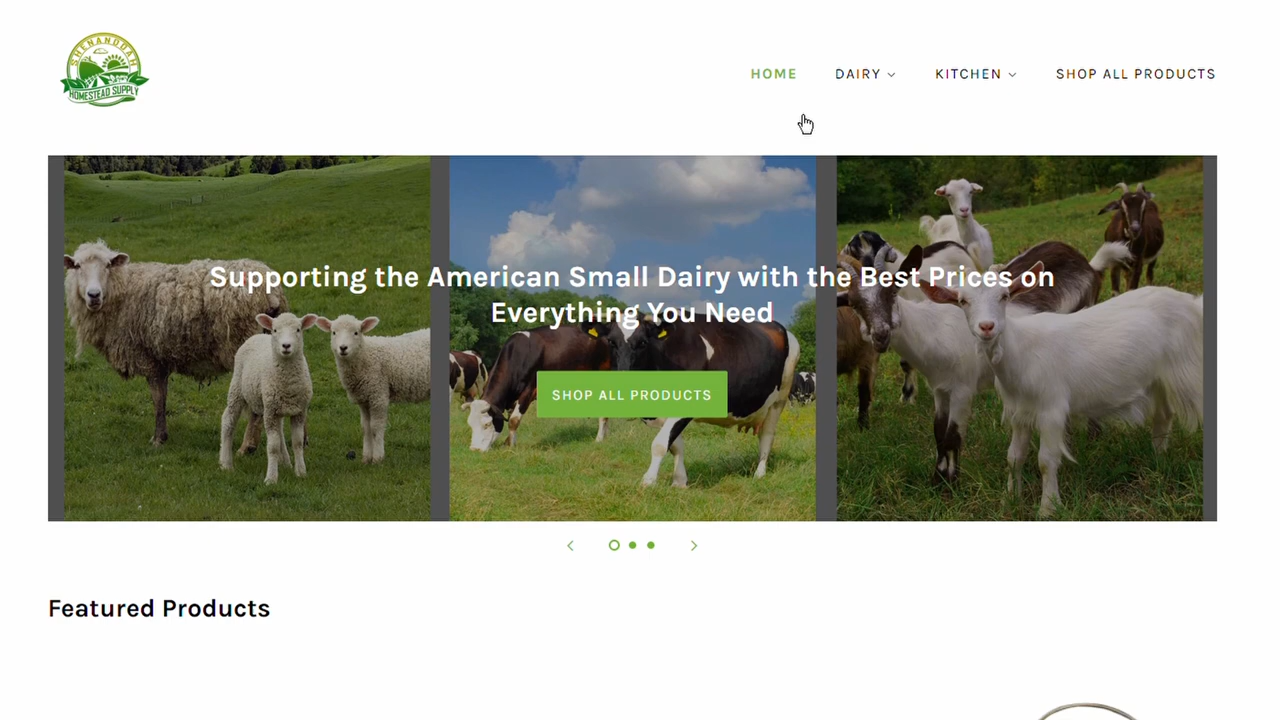 SHENANDOAH
HOMESTEAD SUPPLY
HOME
DAIRY
KITCHEN
SHOP ALL PRODUCTS
Supporting the American Small Dairy with the Best Prices on
Everything You Need
SHOP ALL PRODUCTS
Featured Products